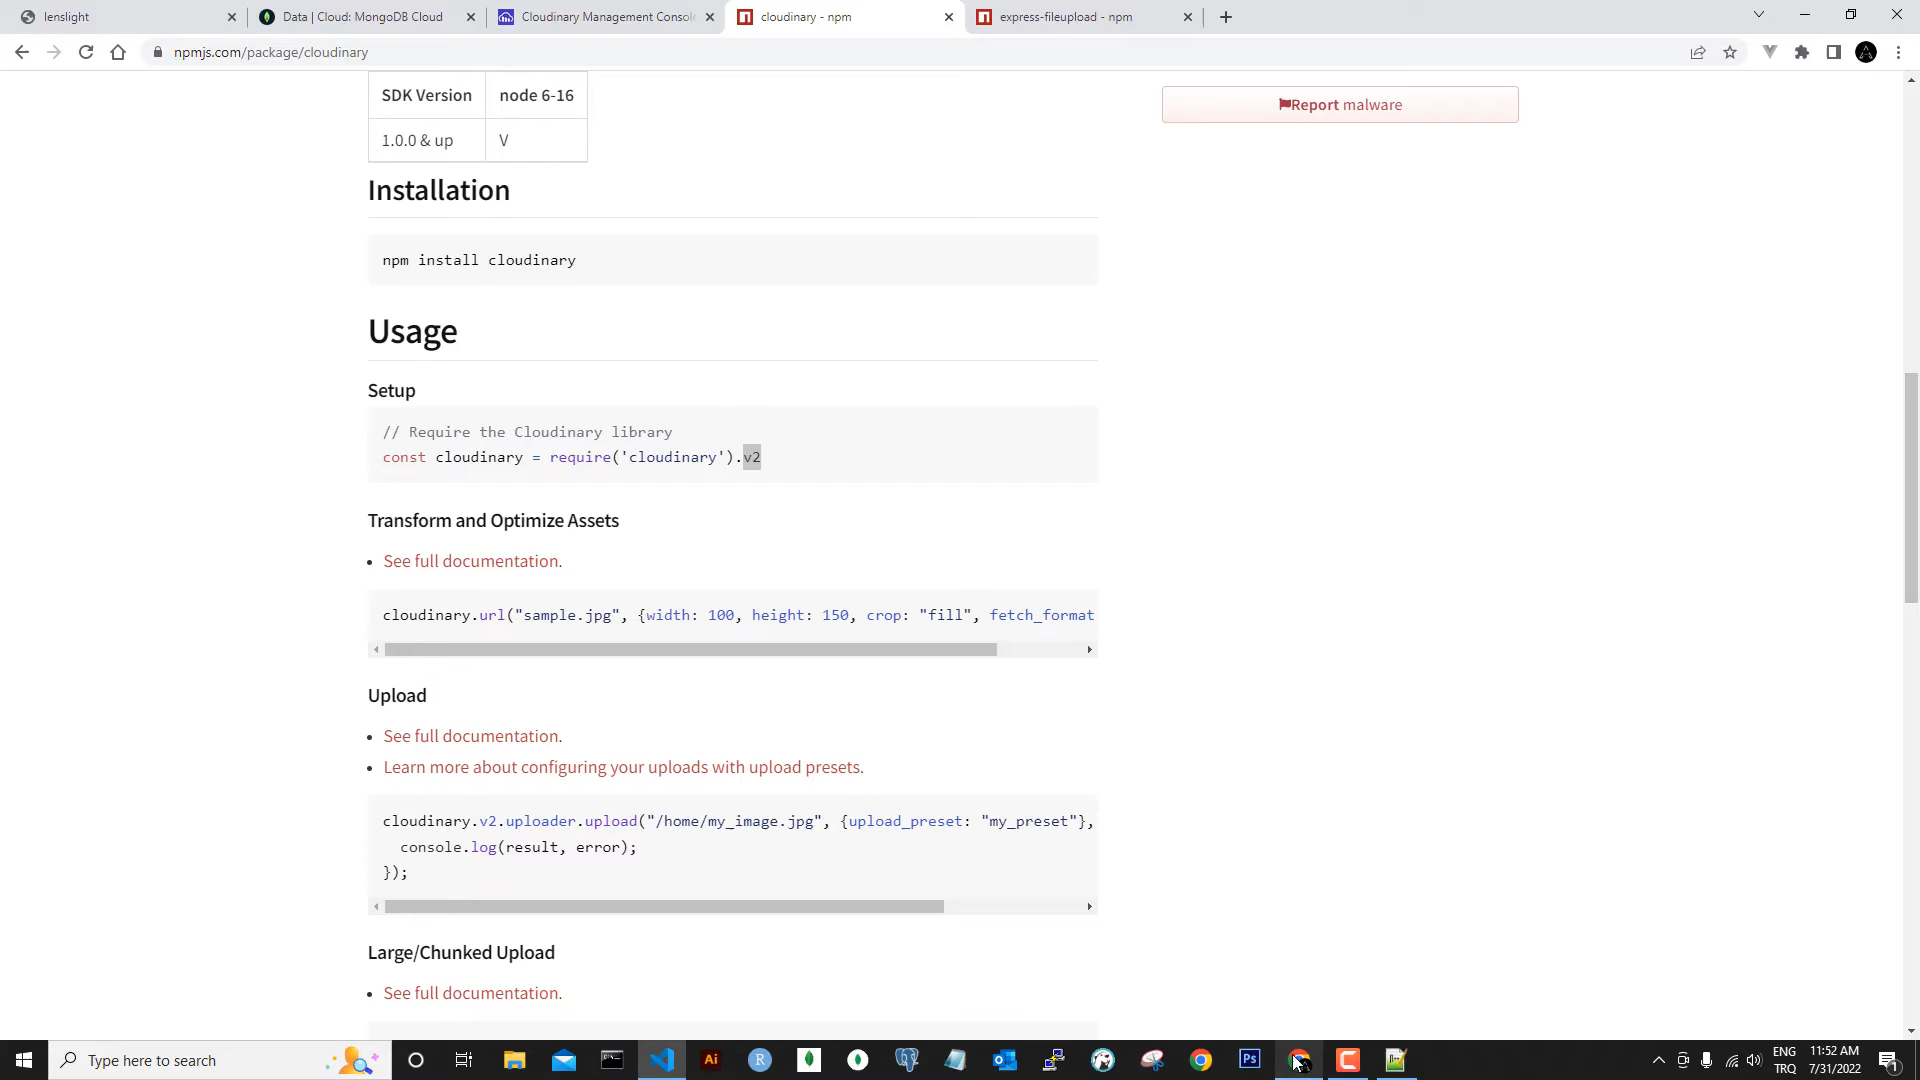 lenslight
Data | Cloud: MongoDB Cloud
Cloudinary Management Consol
cloudinary - npm
express-fileupload - npm
npmjs.com/package/cloudinary
SDK Version node 6-16
1.0.0 & up V
Report malware
Installation
npm install cloudinary
Usage
Setup
// Require the Cloudinary library
const cloudinary = require('cloudinary').v2
Transform and Optimize Assets
See full documentation.
cloudinary.url("sample.jpg", {width: 100, height: 150, crop: "fill", fetch_format
Upload
See full documentation.
Learn more about configuring your uploads with upload presets.
cloudinary.v2.uploader.upload("/home/my_image.jpg", {upload_preset: "my_preset"},
console.log(result, error);
});
Large/Chunked Upload
See full documentation.
Type here to search
Ai
R
Ps
ENG
TRQ
11:52 AM
7/31/2022
1